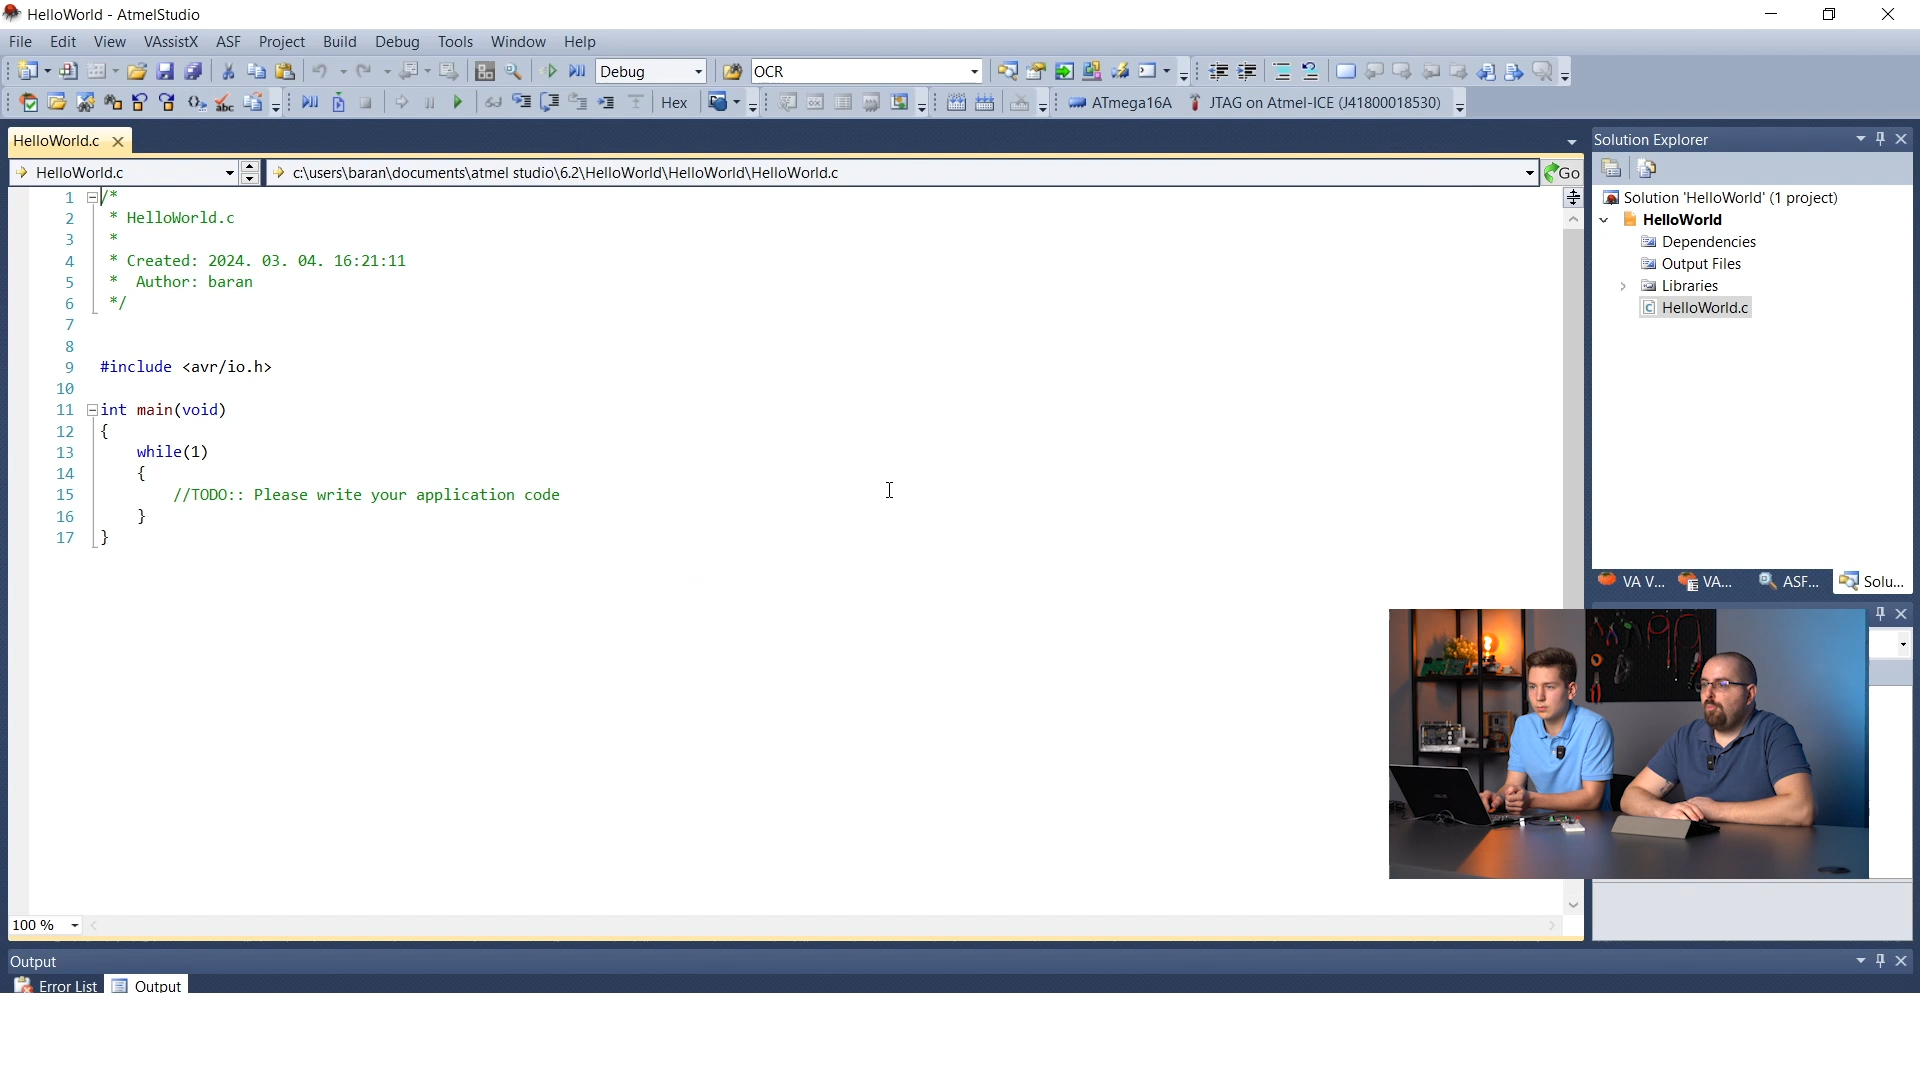 HelloWorld - AtmelStudio
File Edit View VAssistX ASF Project Build Debug Tools Window Help
Debug OCR
Hex ATmega16A JTAG on Atmel-ICE (J41800018530)
HelloWorld.c
HelloWorld.c c:\users\baran\documents\atmel studio\6.2\HelloWorld\HelloWorld\HelloWorld.c Go
1 /*
2 * HelloWorld.c
3 *
4 * Created: 2024. 03. 04. 16:21:11
5 * Author: baran
6 */
7
8
9 #include <avr/io.h>
10
11 int main(void)
12 {
13 while(1)
14 {
15 //TODO:: Please write your application code
16 }
17 }
100 %
Solution Explorer
Solution 'HelloWorld' (1 project)
HelloWorld
Dependencies
Output Files
Libraries
HelloWorld.c
VA V... VA... ASF... Solu...
Output
Error List Output